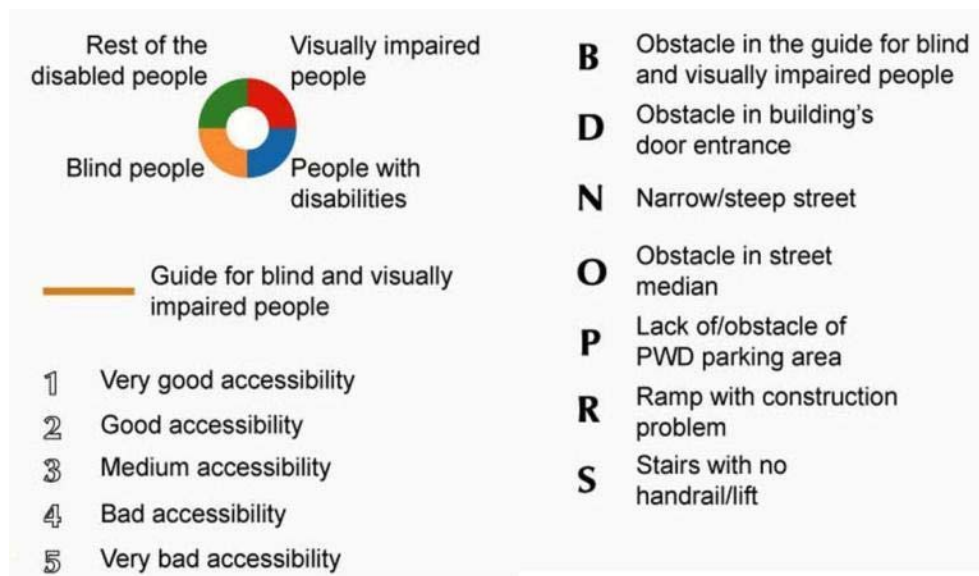 Rest of the
disabled people
Visually impaired
people
Blind people
People with
disabilities
Guide for blind and visually
impaired people
1 Very good accessibility
2 Good accessibility
3 Medium accessibility
4 Bad accessibility
5 Very bad accessibility
B Obstacle in the guide for blind
and visually impaired people
D Obstacle in building's
door entrance
N Narrow/steep street
O Obstacle in street
median
P Lack of/obstacle of
PWD parking area
R Ramp with construction
problem
S Stairs with no
handrail/lift